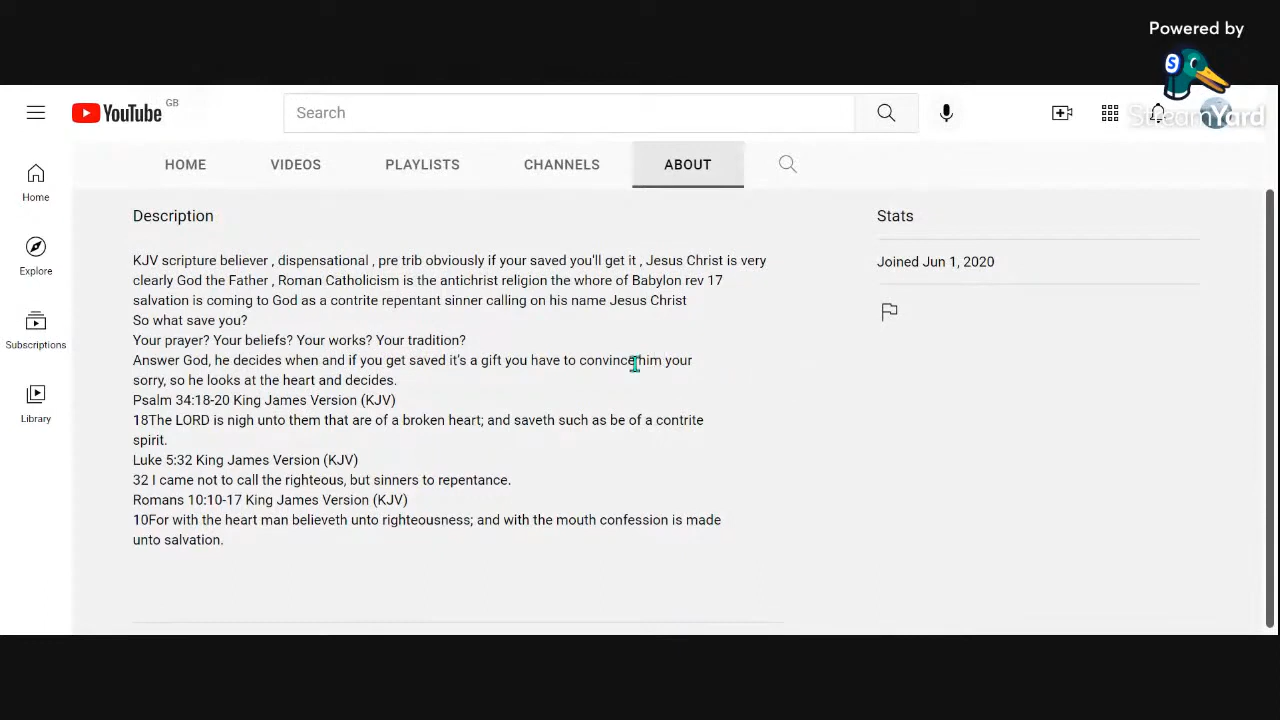 Powered by
S
StreamYard
YouTube GB
Search
Home
Explore
Subscriptions
Library
HOME VIDEOS PLAYLISTS CHANNELS ABOUT
Description
KJV scripture believer , dispensational , pre trib obviously if your saved you'll get it , Jesus Christ is very
clearly God the Father , Roman Catholicism is the antichrist religion the whore of Babylon rev 17
salvation is coming to God as a contrite repentant sinner calling on his name Jesus Christ
So what save you?
Your prayer? Your beliefs? Your works? Your tradition?
Answer God, he decides when and if you get saved it's a gift you have to convince him your
sorry, so he looks at the heart and decides.
Psalm 34:18-20 King James Version (KJV)
18The LORD is nigh unto them that are of a broken heart; and saveth such as be of a contrite
spirit.
Luke 5:32 King James Version (KJV)
32 I came not to call the righteous, but sinners to repentance.
Romans 10:10-17 King James Version (KJV)
10For with the heart man believeth unto righteousness; and with the mouth confession is made
unto salvation.
Stats
Joined Jun 1, 2020